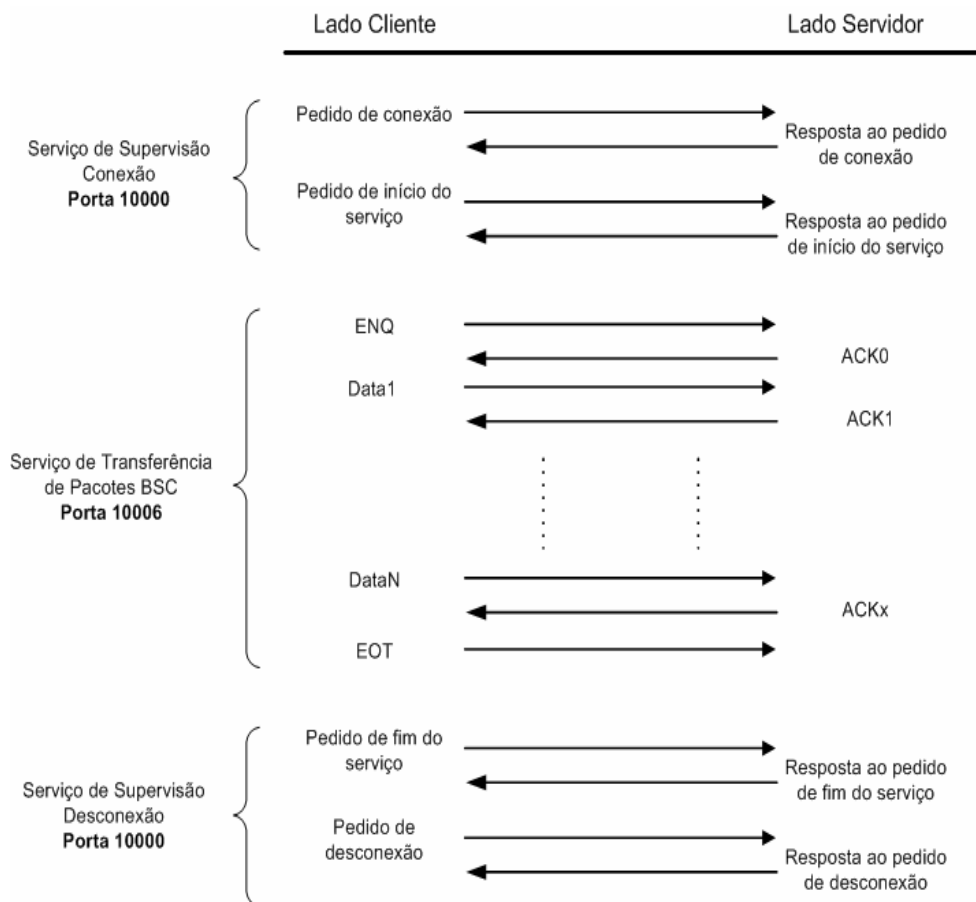 Lado Cliente
Lado Servidor
Serviço de Supervisão
Conexão
Porta 10000
Pedido de conexão
Resposta ao pedido
de conexão
Pedido de início do
serviço
Resposta ao pedido
de início do serviço
Serviço de Transferência
de Pacotes BSC
Porta 10006
ENQ
ACK0
Data1
ACK1
DataN
ACKx
EOT
Serviço de Supervisão
Desconexão
Porta 10000
Pedido de fim do
serviço
Resposta ao pedido
de fim do serviço
Pedido de
desconexão
Resposta ao pedido
de desconexão